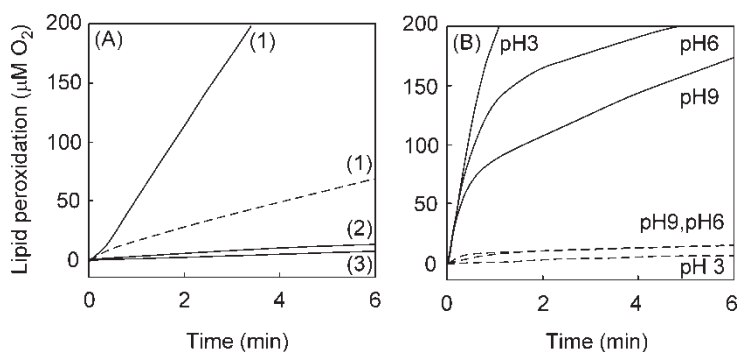 Lipid peroxidation (μM O₂)
200
150
100
50
0
(A)
(1)
(1)
(2)
(3)
0
2
4
6
Time (min)
200
150
100
50
0
(B)
pH3
pH6
pH9
pH9,pH6
pH 3
0
2
4
6
Time (min)